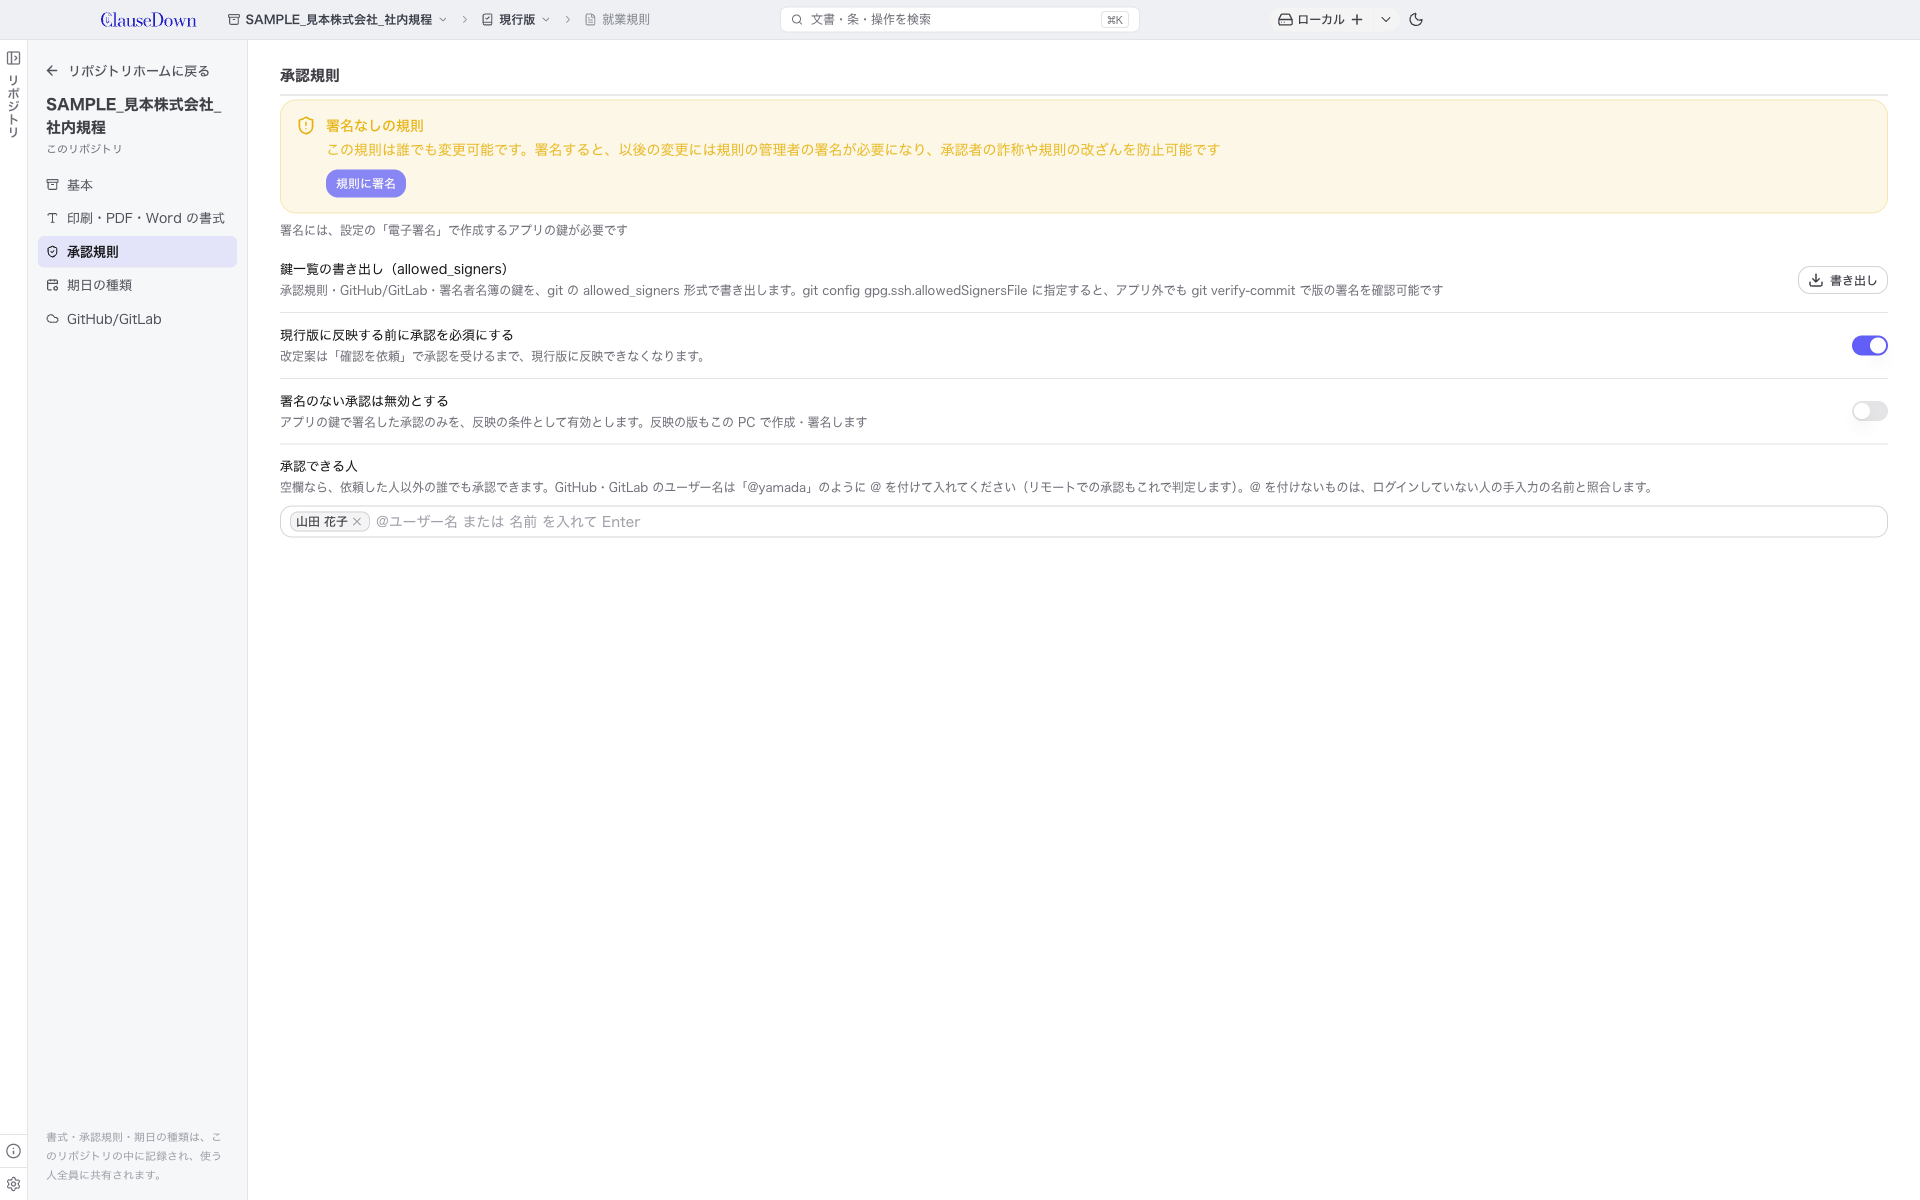 ClauseDown
SAMPLE_見本株式会社_社内規程
現行版
就業規則
文書・条・操作を検索
⌘K
ローカル
リポジトリ
リポジトリホームに戻る
SAMPLE_見本株式会社_
社内規程
このリポジトリ
基本
印刷・PDF・Word の書式
承認規則
期日の種類
GitHub/GitLab
書式・承認規則・期日の種類は、こ
のリポジトリの中に記録され、使う
人全員に共有されます。
承認規則
署名なしの規則
この規則は誰でも変更可能です。署名すると、以後の変更には規則の管理者の署名が必要になり、承認者の詐称や規則の改ざんを防止可能です
規則に署名
署名には、設定の「電子署名」で作成するアプリの鍵が必要です
鍵一覧の書き出し（allowed_signers）
承認規則・GitHub/GitLab・署名者名簿の鍵を、git の allowed_signers 形式で書き出します。git config gpg.ssh.allowedSignersFile に指定すると、アプリ外でも git verify-commit で版の署名を確認可能です
書き出し
現行版に反映する前に承認を必須にする
改定案は「確認を依頼」で承認を受けるまで、現行版に反映できなくなります。
署名のない承認は無効とする
アプリの鍵で署名した承認のみを、反映の条件として有効とします。反映の版もこの PC で作成・署名します
承認できる人
空欄なら、依頼した人以外の誰でも承認できます。GitHub・GitLab のユーザー名は「@yamada」のように @ を付けて入れてください（リモートでの承認もこれで判定します）。@ を付けないものは、ログインしていない人の手入力の名前と照合します。
山田 花子
@ユーザー名 または 名前 を入れて Enter